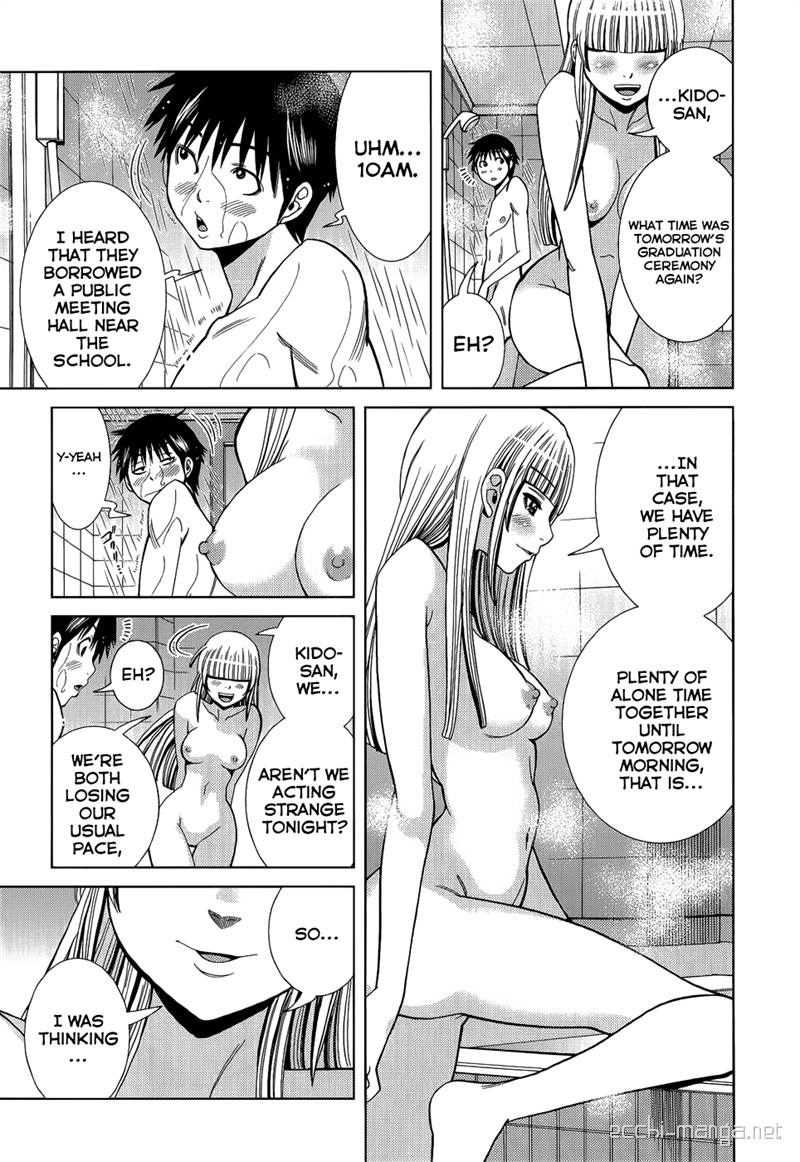 ...KIDO-
SAN,
WHAT TIME WAS
TOMORROW'S
GRADUATION
CEREMONY
AGAIN?
EH?
UHM...
10AM.
I HEARD
THAT THEY
BORROWED
A PUBLIC
MEETING
HALL NEAR
THE
SCHOOL.
...IN
THAT
CASE,
WE HAVE
PLENTY
OF TIME.
PLENTY OF
ALONE TIME
TOGETHER
UNTIL
TOMORROW
MORNING,
THAT IS...
Y-YEAH
...
KIDO-
SAN,
WE...
AREN'T WE
ACTING
STRANGE
TONIGHT?
EH?
WE'RE
BOTH
LOSING
OUR
USUAL
PACE,
SO...
I WAS
THINKING
...
ecchi-manga.net